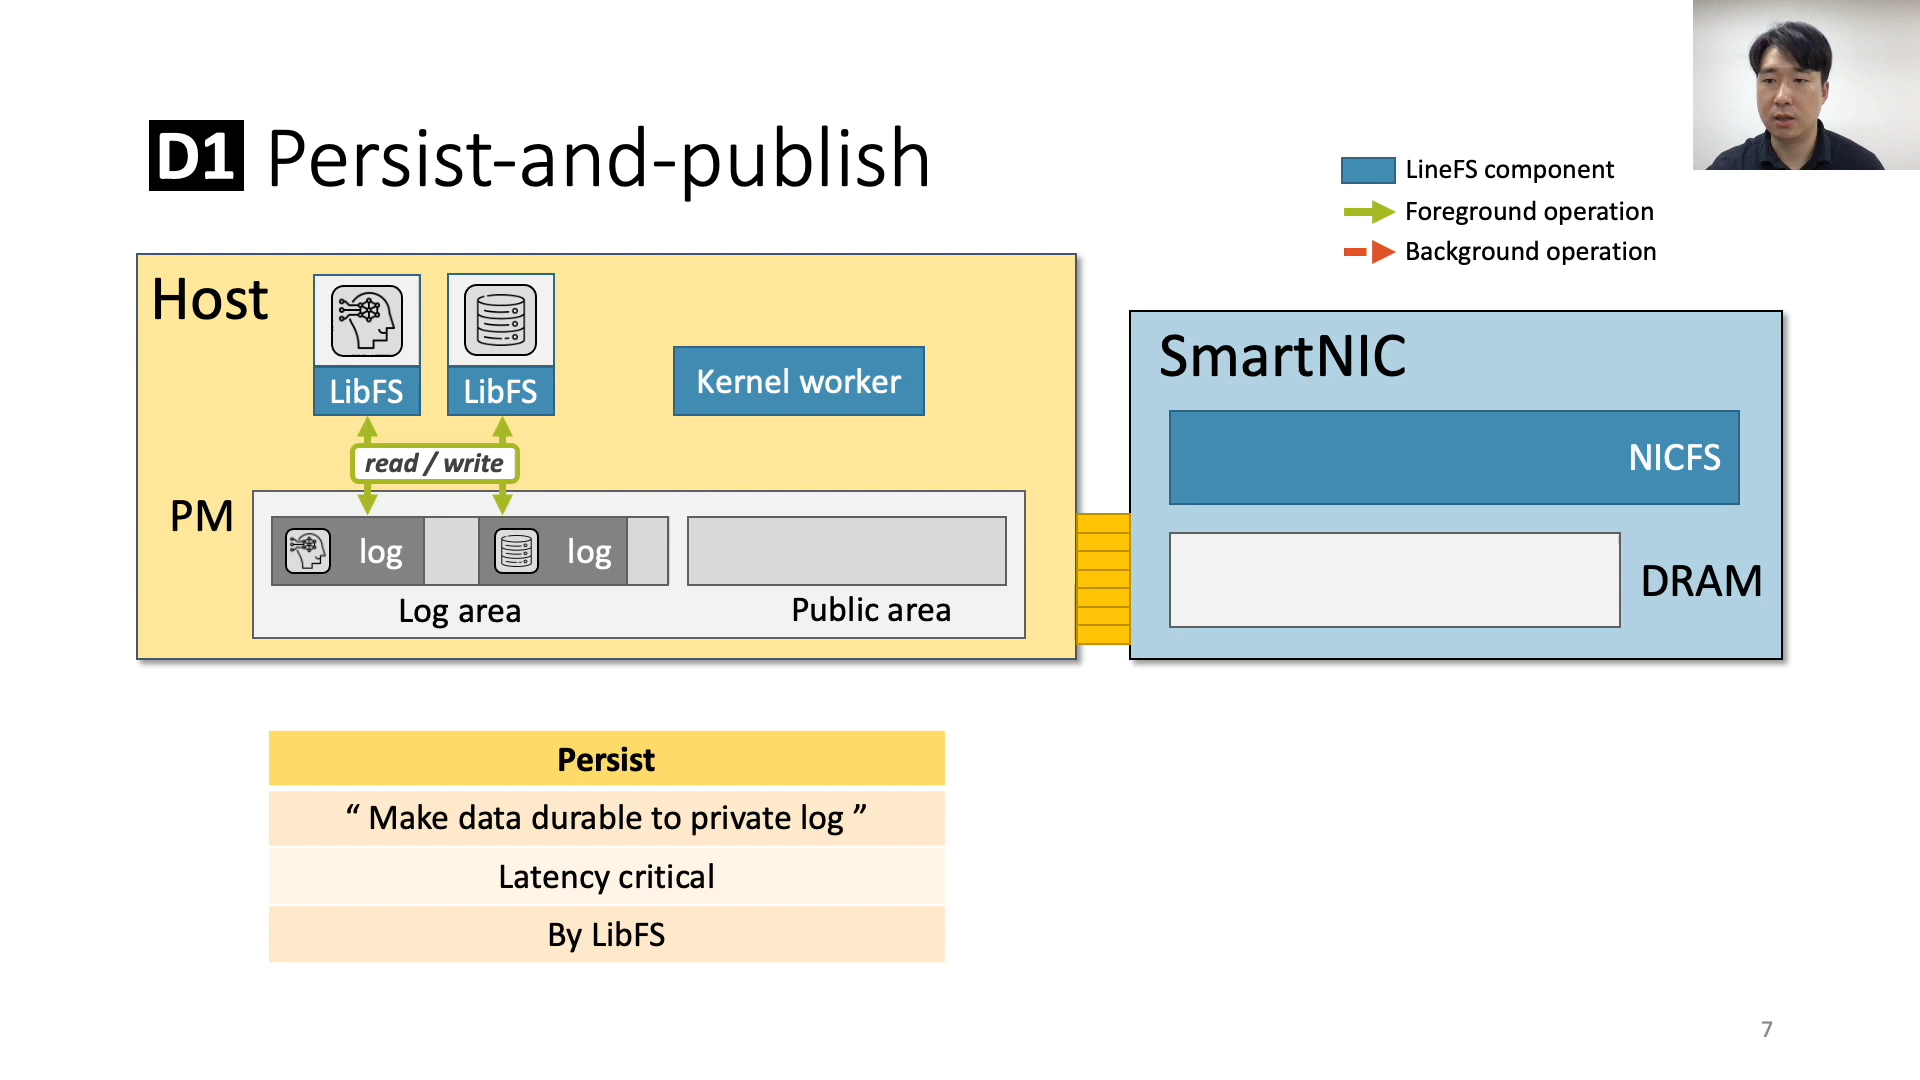 D1 Persist-and-publish
LineFS component
Foreground operation
Background operation
Host
LibFS
LibFS
Kernel worker
read / write
PM
log
log
Log area
Public area
SmartNIC
NICFS
DRAM
Persist
“ Make data durable to private log ”
Latency critical
By LibFS
7